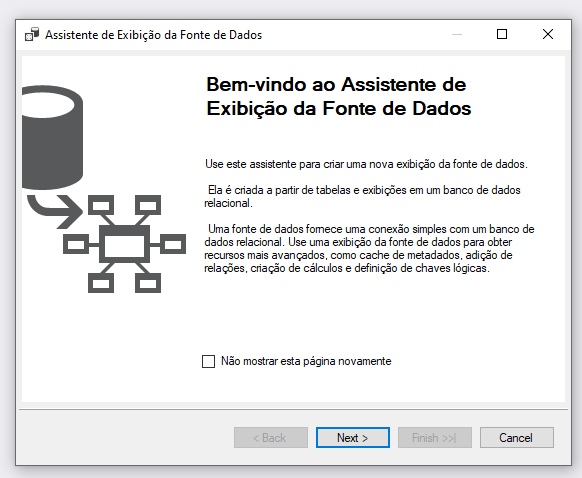 Assistente de Exibição da Fonte de Dados
Bem-vindo ao Assistente de
Exibição da Fonte de Dados
Use este assistente para criar uma nova exibição da fonte de dados.
Ela é criada a partir de tabelas e exibições em um banco de dados
relacional.
Uma fonte de dados fornece uma conexão simples com um banco de
dados relacional. Use uma exibição da fonte de dados para obter
recursos mais avançados, como cache de metadados, adição de
relações, criação de cálculos e definição de chaves lógicas.
Não mostrar esta página novamente
< Back
Next >
Finish >>|
Cancel